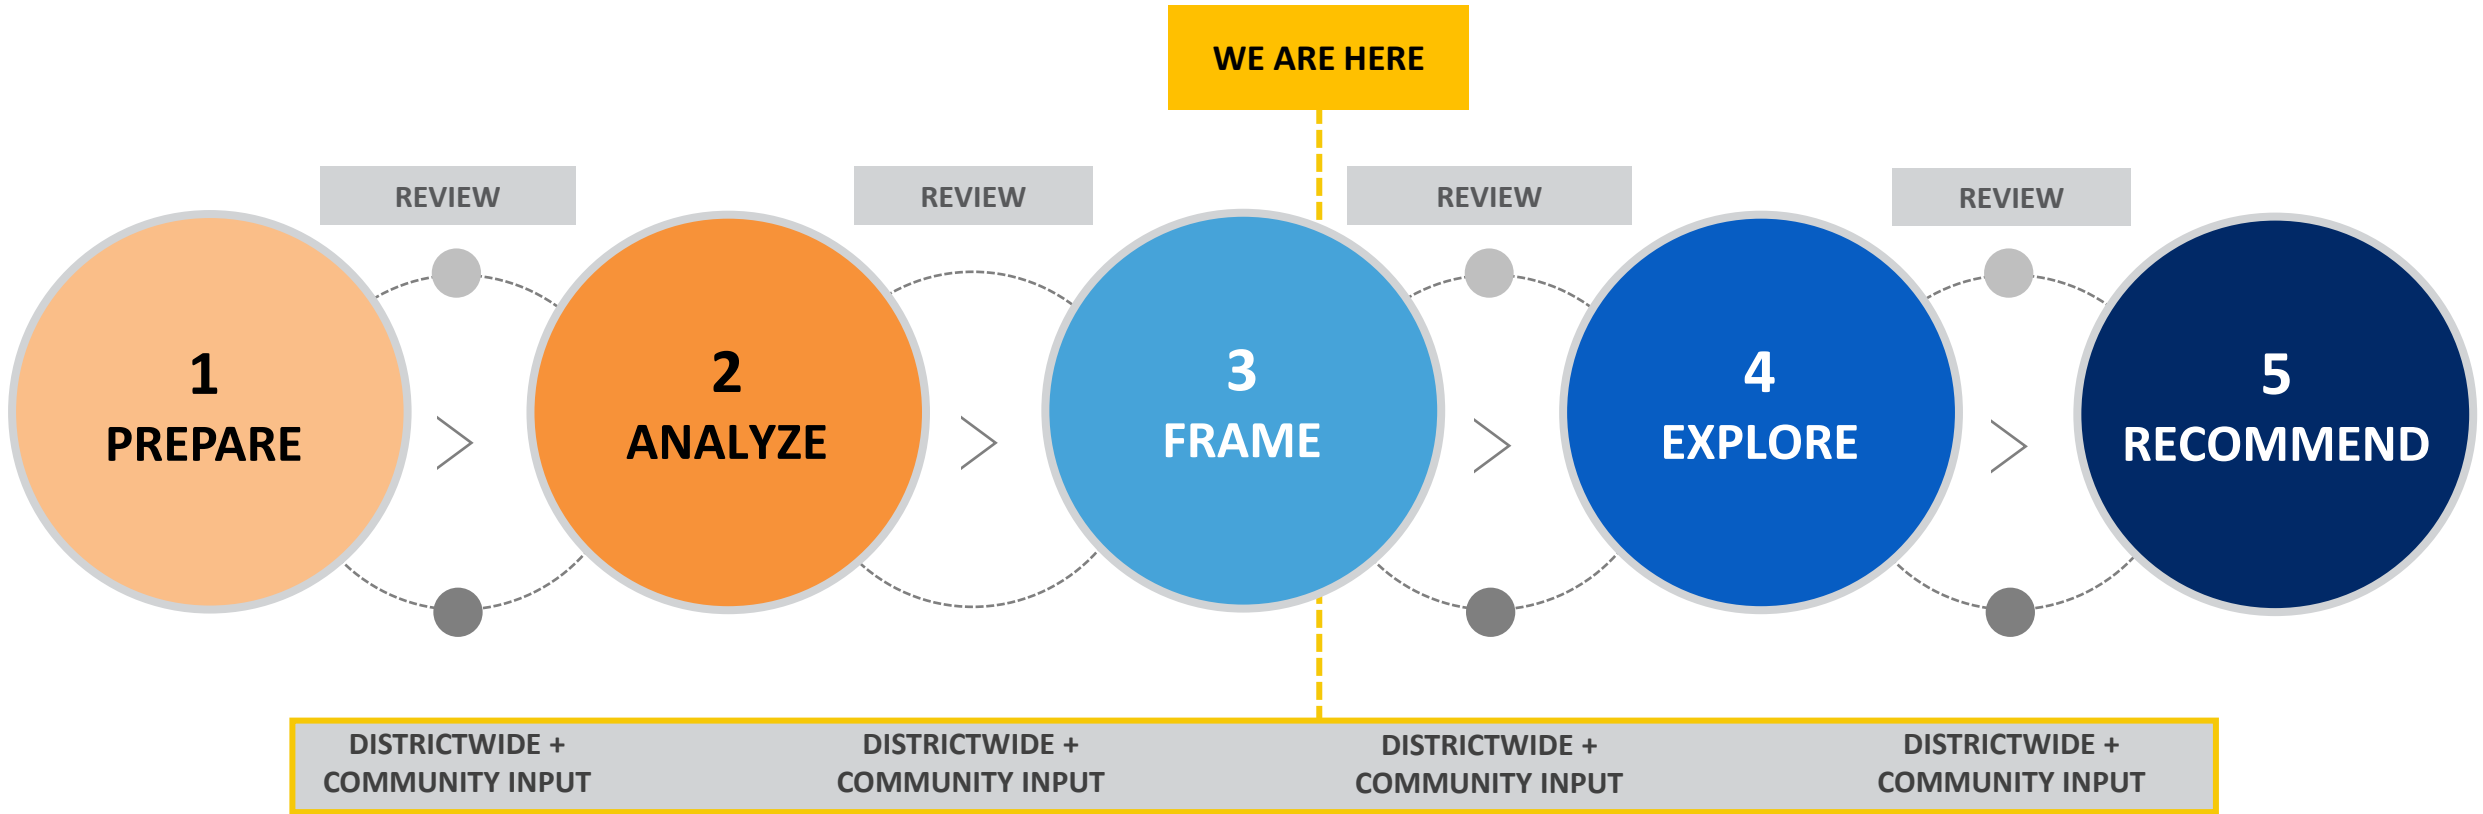 WE ARE HERE
REVIEW
REVIEW
REVIEW
REVIEW
1
PREPARE
2
ANALYZE
3
FRAME
4
EXPLORE
5
RECOMMEND
DISTRICTWIDE +
COMMUNITY INPUT
DISTRICTWIDE +
COMMUNITY INPUT
DISTRICTWIDE +
COMMUNITY INPUT
DISTRICTWIDE +
COMMUNITY INPUT